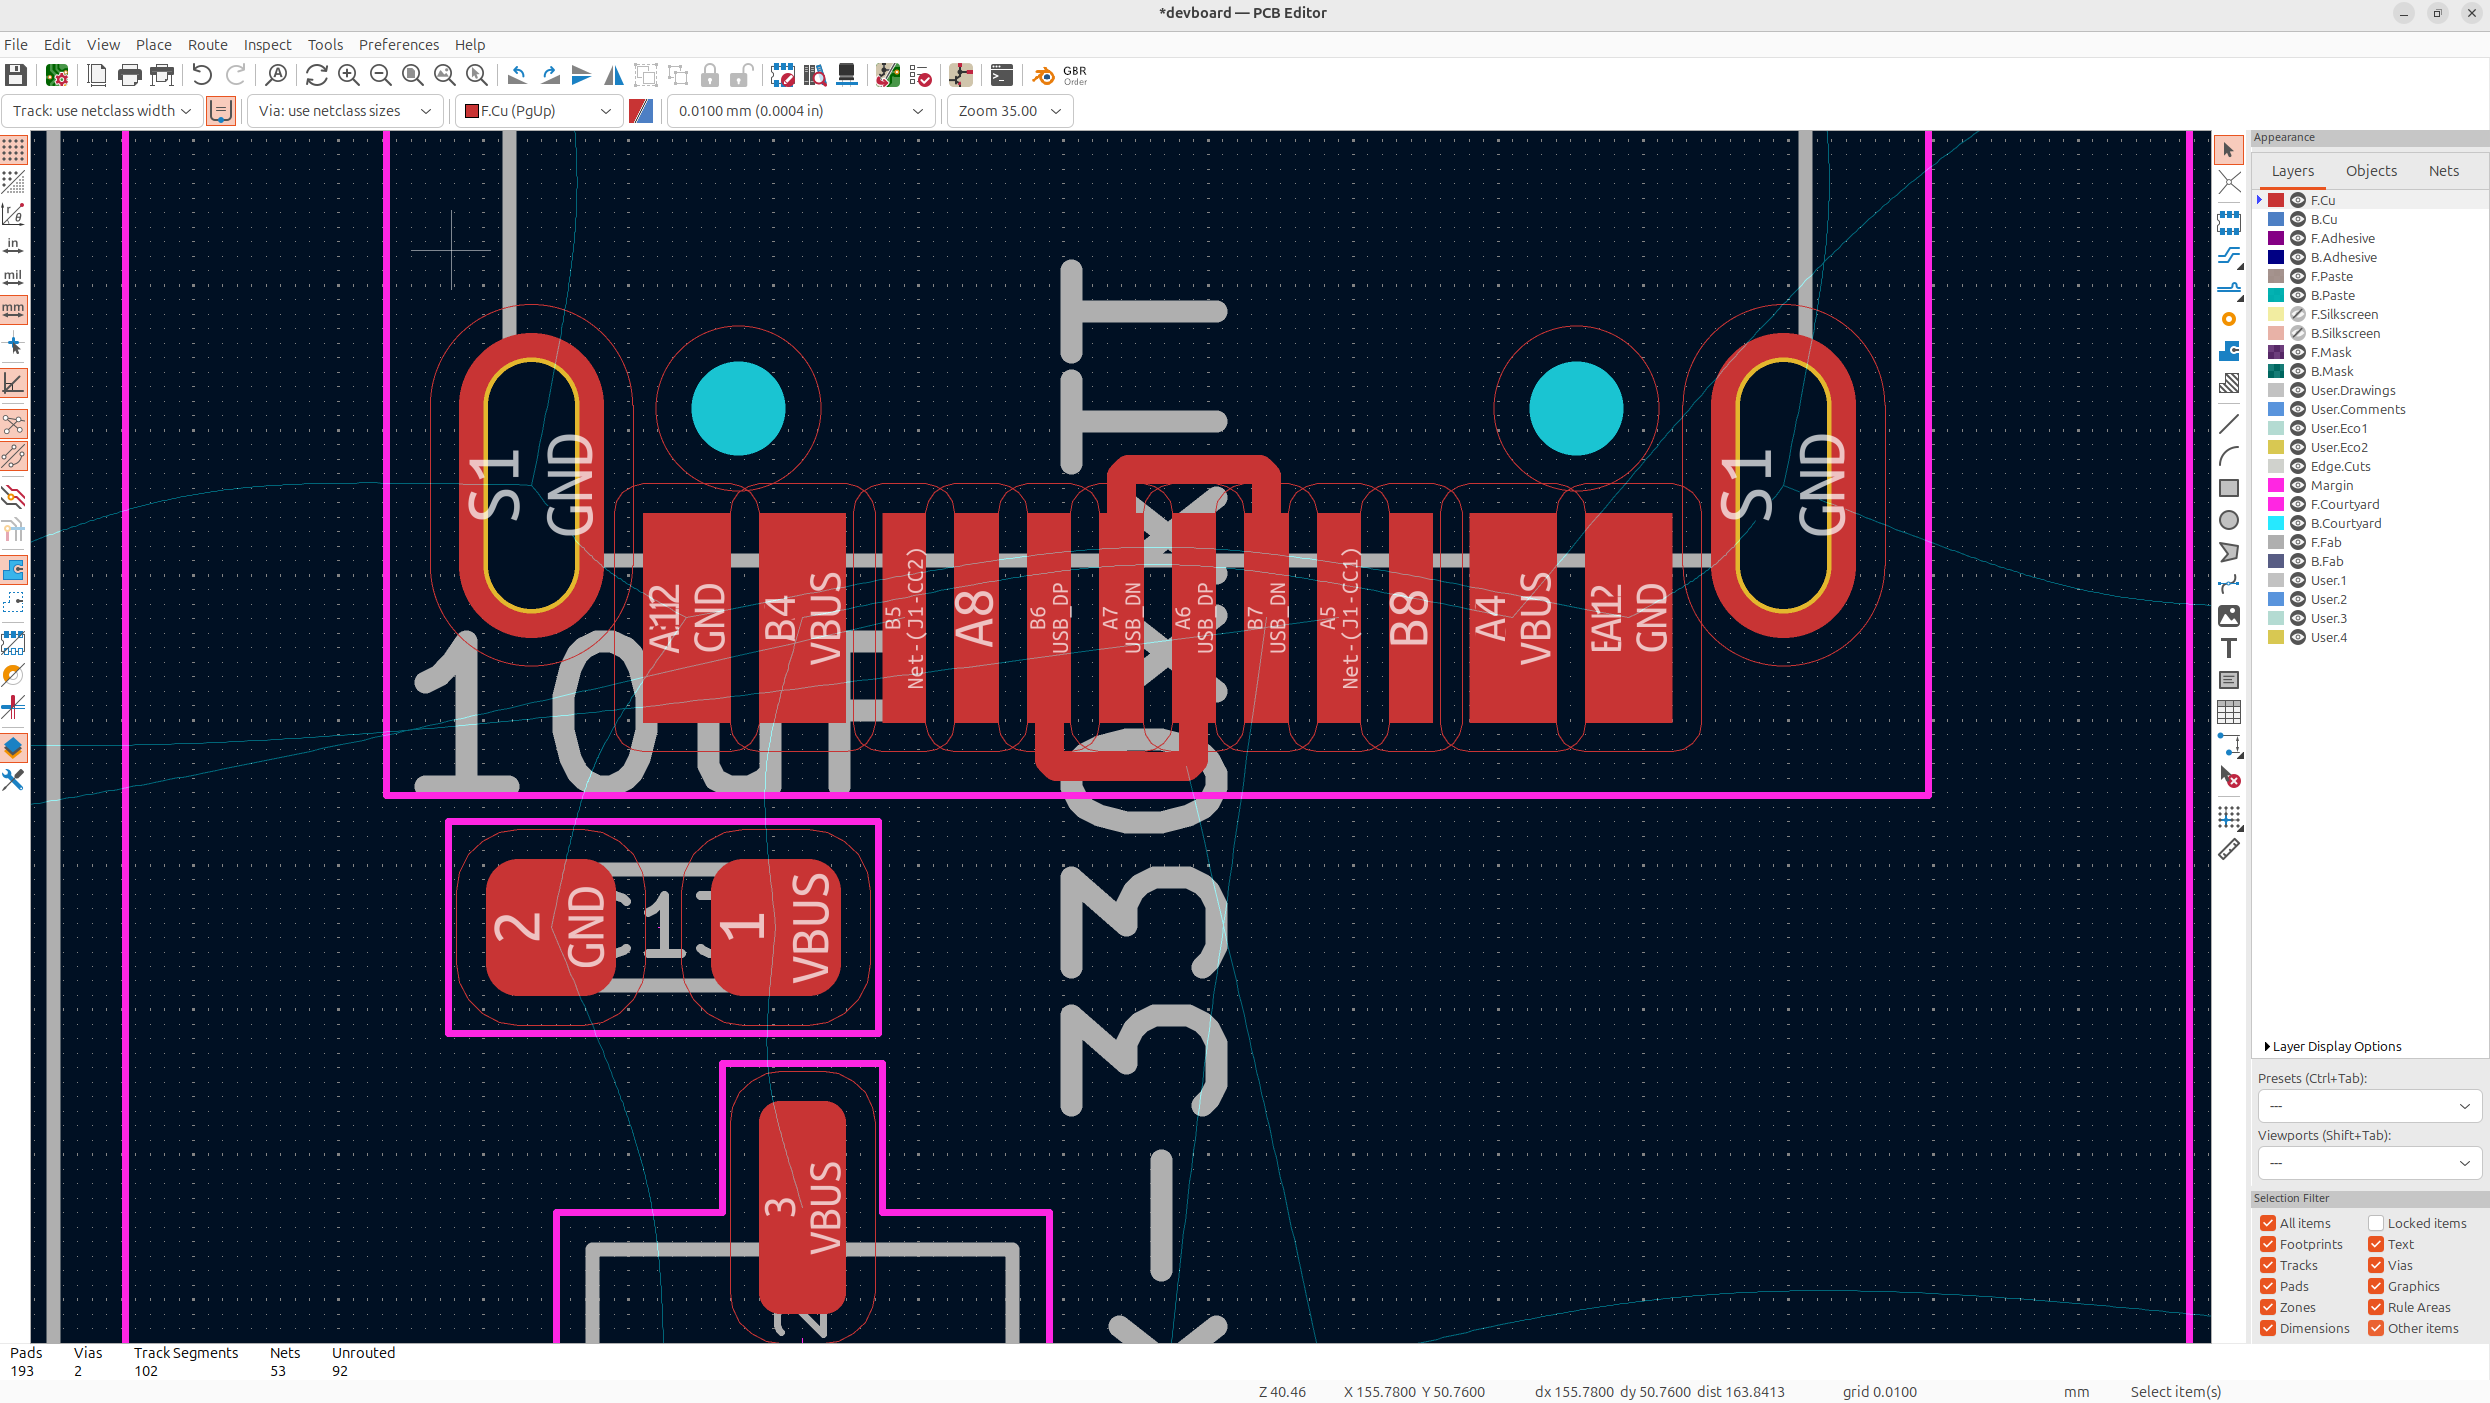 *devboard — PCB Editor
File Edit View Place Route Inspect Tools Preferences Help
GBR
Order
Track: use netclass width Via: use netclass sizes F.Cu (PgUp) 0.0100 mm (0.0004 in) Zoom 35.00
in
mil
mm
S1
GND
A12
GND
B4
VBUS
B5
Net-(J1-CC2)
A8
B6
USB_DP
A7
USB_DN
A6
USB_DP
B7
USB_DN
A5
Net-(J1-CC1)
B8
A4
VBUS
GND
S1
GND
10uF
2
GND
C13
1
VBUS
3
VBUS
Appearance
Layers Objects Nets
F.Cu
B.Cu
F.Adhesive
B.Adhesive
F.Paste
B.Paste
F.Silkscreen
B.Silkscreen
F.Mask
B.Mask
User.Drawings
User.Comments
User.Eco1
User.Eco2
Edge.Cuts
Margin
F.Courtyard
B.Courtyard
F.Fab
B.Fab
User.1
User.2
User.3
User.4
Layer Display Options
Presets (Ctrl+Tab):
---
Viewports (Shift+Tab):
---
Selection Filter
All items Locked items
Footprints Text
Tracks Vias
Pads Graphics
Zones Rule Areas
Dimensions Other items
Pads Vias Track Segments Nets Unrouted
193 2 102 53 92
Z 40.46 X 155.7800 Y 50.7600 dx 155.7800 dy 50.7600 dist 163.8413 grid 0.0100 mm Select item(s)